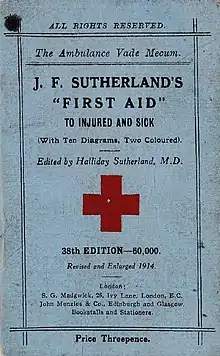 ALL RIGHTS RESERVED.
The Ambulance Vade Mecum.
J. F. SUTHERLAND'S
"FIRST AID"
TO INJURED AND SICK
(With Ten Diagrams, Two Coloured).
Edited by Halliday Sutherland, M.D.
38th EDITION—50,000.
Revised and Enlarged 1914.
London:
S. G. Madgwick, 25, Ivy Lane, London, E.C.
John Menzies & Co., Edinburgh and Glasgow.
Bookstalls and Stationers.
Price Threepence.